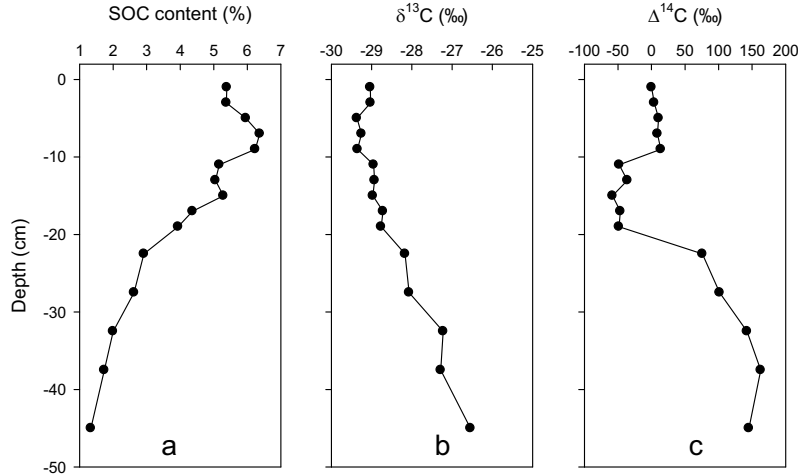 SOC content (%)
δ¹³C (‰)
Δ¹⁴C (‰)
1 2 3 4 5 6 7
-30 -29 -28 -27 -26 -25
-100 -50 0 50 100 150 200
0
-10
-20
-30
-40
-50
Depth (cm)
a
b
c